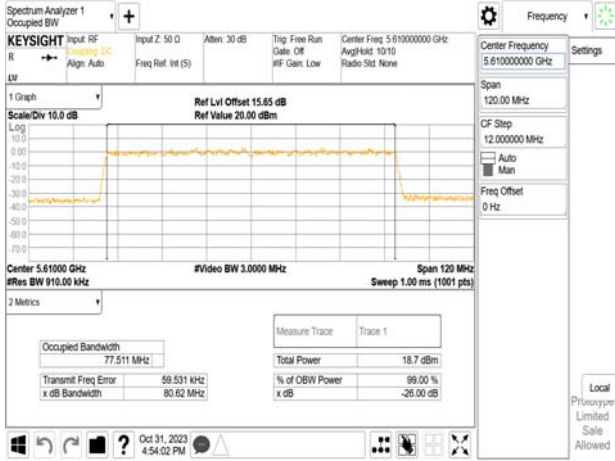 Spectrum Analyzer 1
Occupied BW
+
Frequency
KEYSIGHT
R
LXI
Input: RF
Coupling: DC
Align: Auto
Input Z: 50 Ω
Freq Ref: Int (S)
Atten: 30 dB
Trig: Free Run
Gate: Off
#IF Gain: Low
Center Freq: 5.610000000 GHz
Avg|Hold: 10/10
Radio Std: None
Center Frequency
5.610000000 GHz
Settings
Span
120.00 MHz
CF Step
12.000000 MHz
Auto
Man
Freq Offset
0 Hz
1 Graph
Scale/Div 10.0 dB
Ref Lvl Offset 15.65 dB
Ref Value 20.00 dBm
Log
10.0
0.00
-10.0
-20.0
-30.0
-40.0
-50.0
-60.0
-70.0
Center 5.61000 GHz
#Res BW 910.00 kHz
#Video BW 3.0000 MHz
Span 120 MHz
Sweep 1.00 ms (1001 pts)
2 Metrics
Measure Trace
Trace 1
Occupied Bandwidth
77.511 MHz
Total Power
18.7 dBm
Transmit Freq Error
59.531 kHz
% of OBW Power
99.00 %
x dB Bandwidth
80.62 MHz
x dB
-26.00 dB
Local
Prototype
Limited
Sale
Allowed
?
Oct 31, 2023
4:54:02 PM